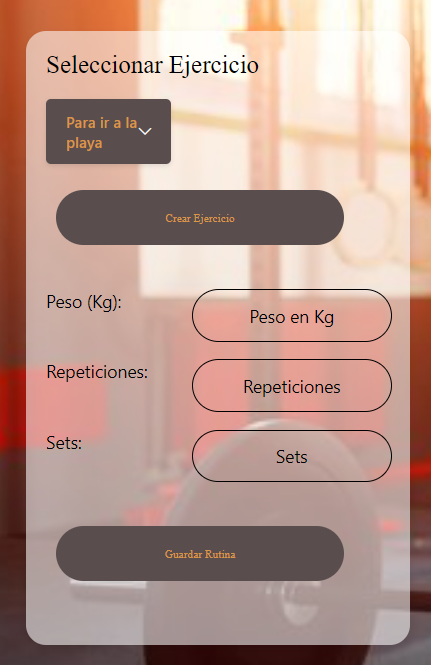 Seleccionar Ejercicio
Para ir a la
playa
Crear Ejercicio
Peso (Kg):
Peso en Kg
Repeticiones:
Repeticiones
Sets:
Sets
Guardar Rutina